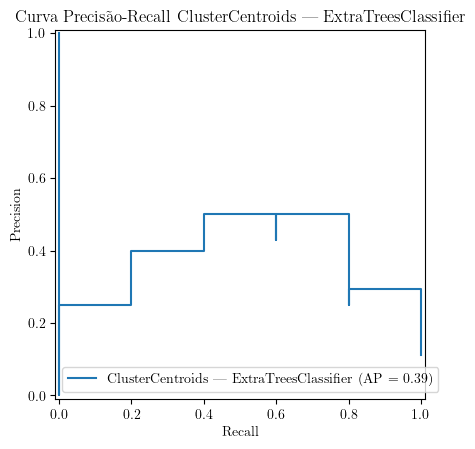 Curva Precisão-Recall ClusterCentroids — ExtraTreesClassifier
1.0
0.8
0.6
0.4
0.2
0.0
Precision
ClusterCentroids — ExtraTreesClassifier (AP = 0.39)
0.0 0.2 0.4 0.6 0.8 1.0
Recall